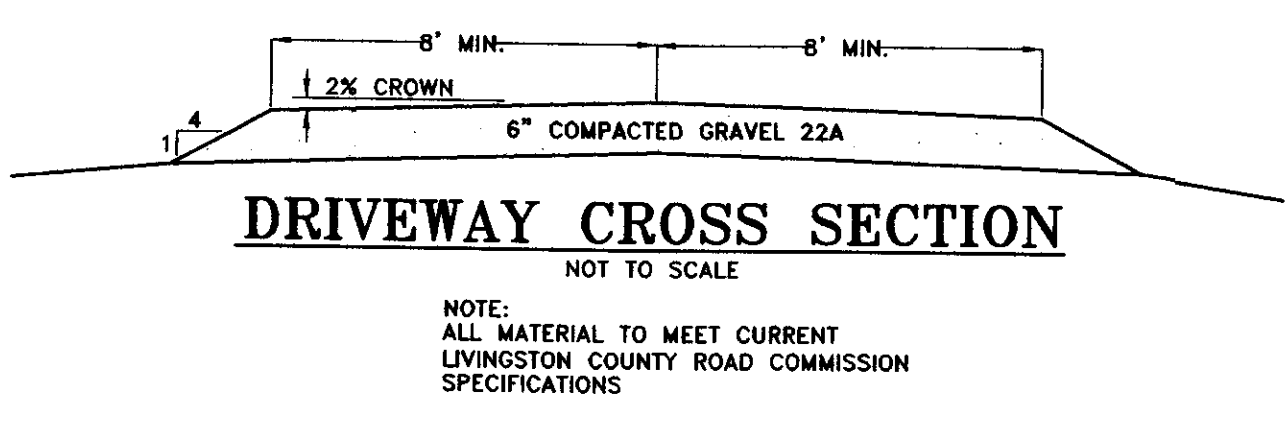 8' MIN.
8' MIN.
2% CROWN
4
1
6" COMPACTED GRAVEL 22A
DRIVEWAY CROSS SECTION
NOT TO SCALE
NOTE:
ALL MATERIAL TO MEET CURRENT
LIVINGSTON COUNTY ROAD COMMISSION
SPECIFICATIONS